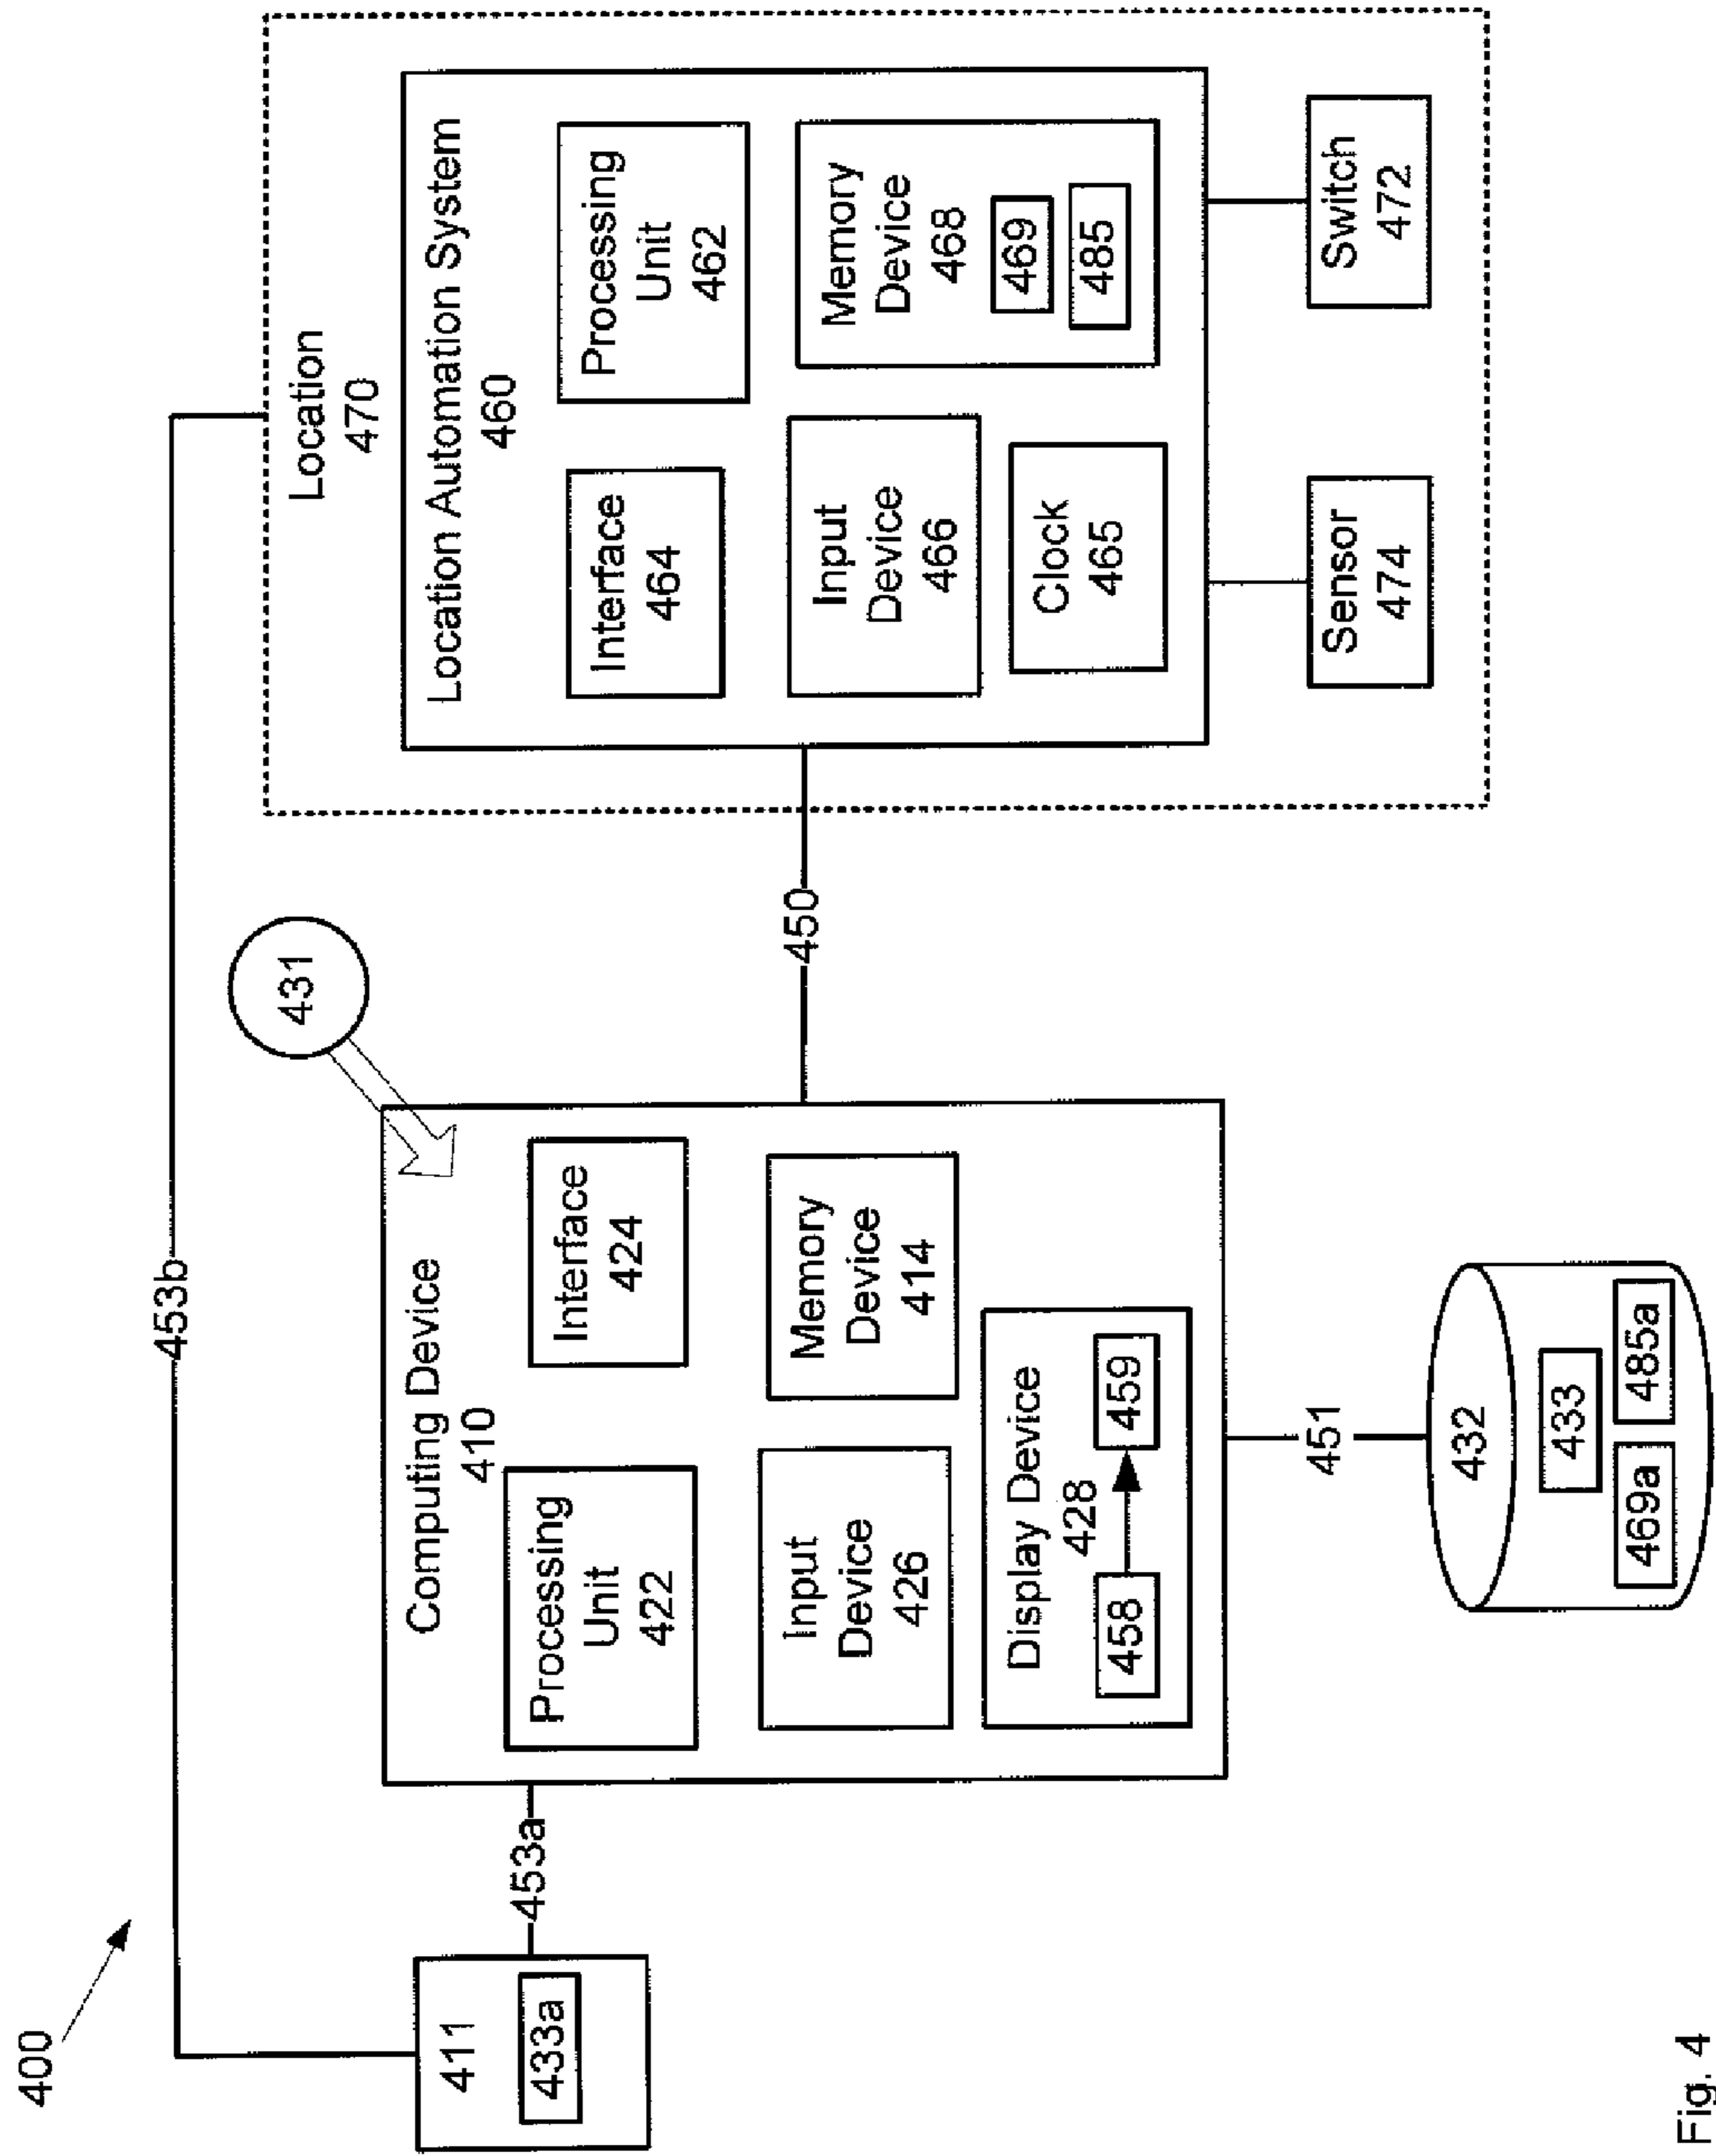 400
453b
431
411
433a
453a
Computing Device
410
Processing
Unit
422
Interface
424
Input
Device
426
Memory
Device
414
Display Device
428
458
459
451
432
433
469a
485a
450
Location
470
Location Automation System
460
Interface
464
Processing
Unit
462
Input
Device
466
Memory
Device
468
469
485
Clock
465
Sensor
474
Switch
472
Fig. 4